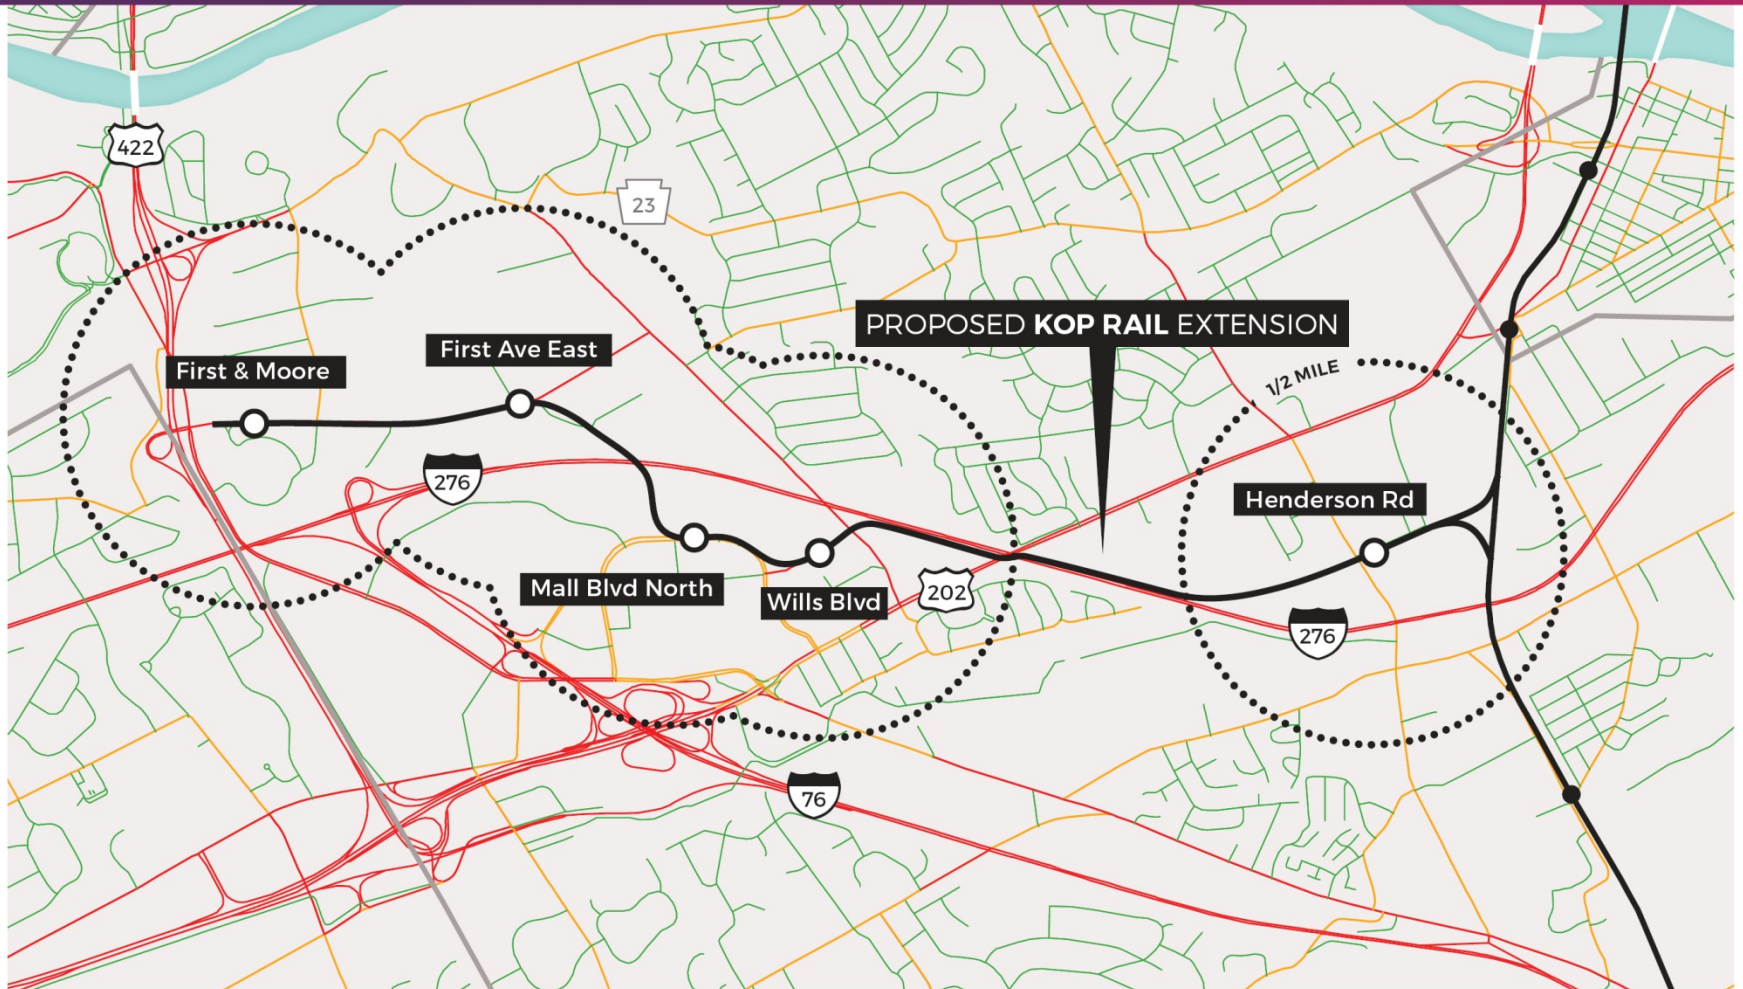 422
23
PROPOSED KOP RAIL EXTENSION
First Ave East
First & Moore
1/2 MILE
276
Henderson Rd
Mall Blvd North
Wills Blvd
202
276
76